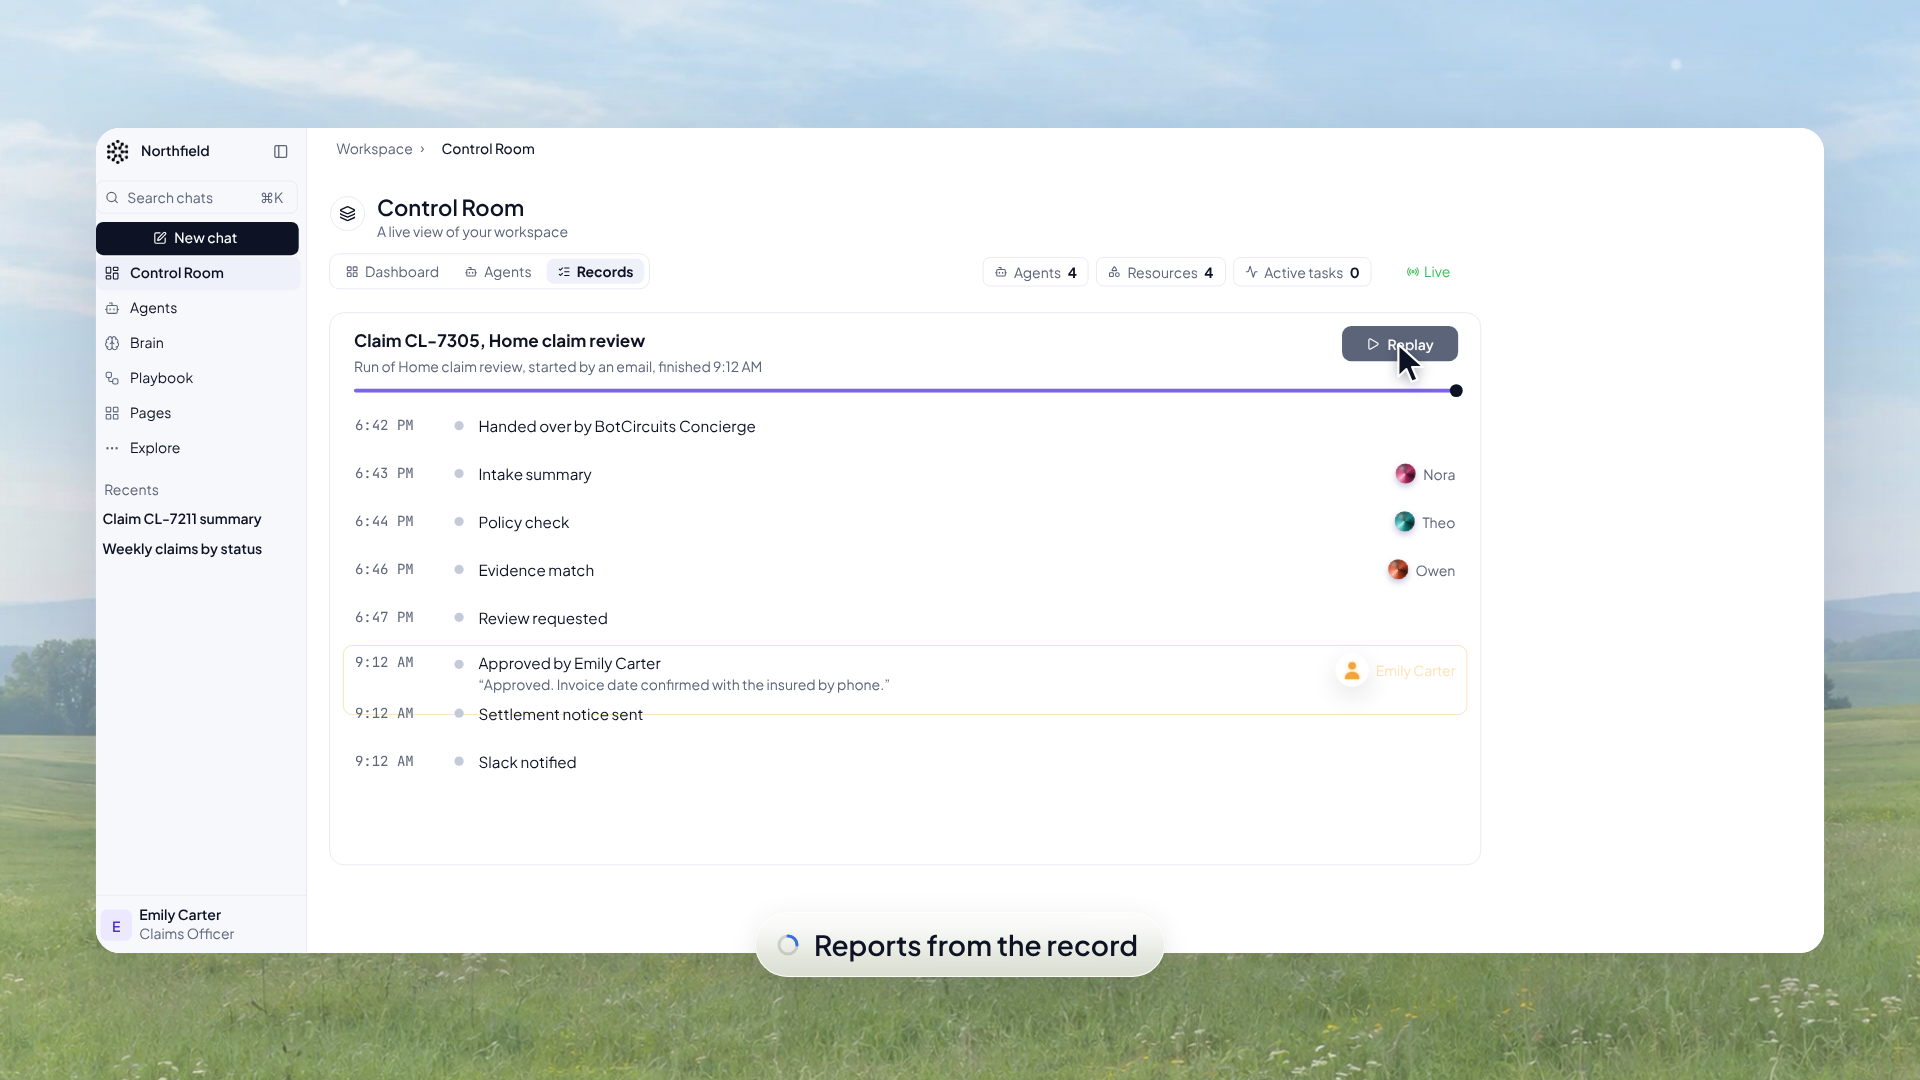 Northfield
Search chats ⌘K
New chat
Control Room
Agents
Brain
Playbook
Pages
Explore
Recents
Claim CL-7211 summary
Weekly claims by status
E
Emily Carter
Claims Officer
Workspace › Control Room
Control Room
A live view of your workspace
Dashboard Agents Records
Agents 4 Resources 4 Active tasks 0 Live
Claim CL-7305, Home claim review
Replay
Run of Home claim review, started by an email, finished 9:12 AM
6:42 PM Handed over by BotCircuits Concierge
6:43 PM Intake summary Nora
6:44 PM Policy check Theo
6:46 PM Evidence match Owen
6:47 PM Review requested
9:12 AM Approved by Emily Carter Emily Carter
“Approved. Invoice date confirmed with the insured by phone.”
9:12 AM Settlement notice sent
9:12 AM Slack notified
Reports from the record